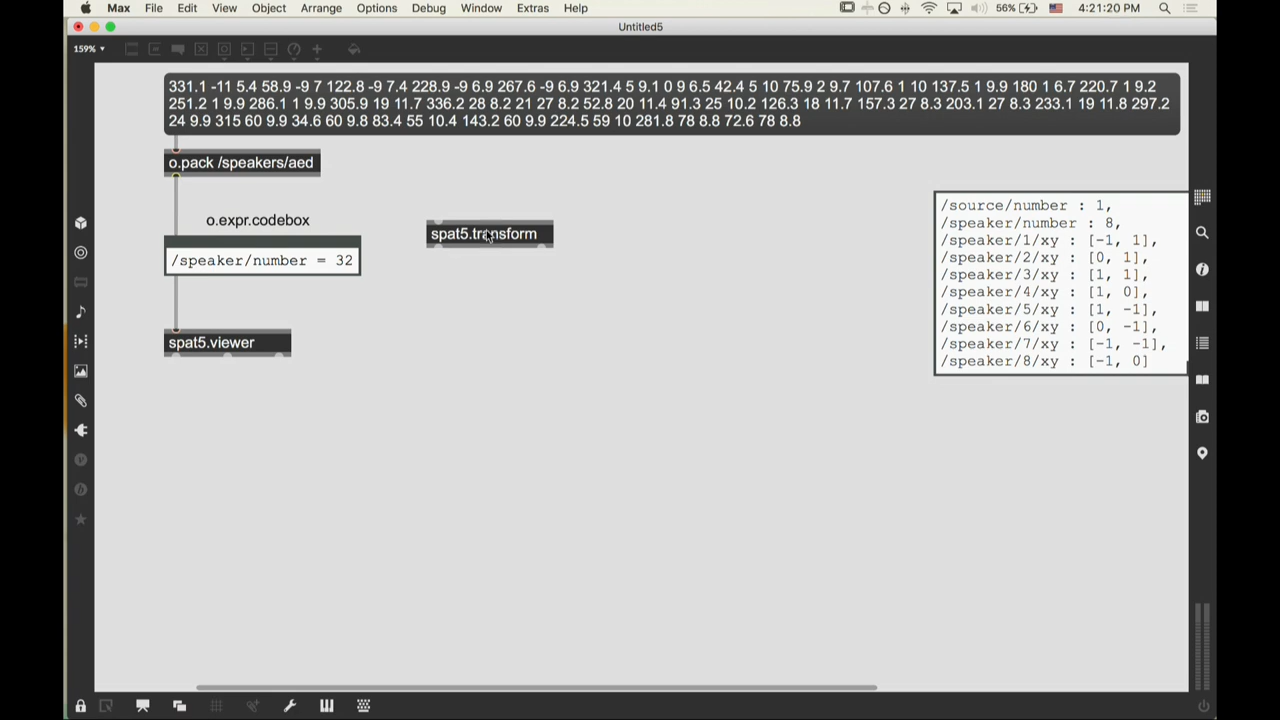 Max File Edit View Object Arrange Options Debug Window Extras Help 56% 4:21:20 PM
Untitled5
159%
331.1 -11 5.4 58.9 -9 7 122.8 -9 7.4 228.9 -9 6.9 267.6 -9 6.9 321.4 5 9.1 0 9 6.5 42.4 5 10 75.9 2 9.7 107.6 1 10 137.5 1 9.9 180 1 6.7 220.7 1 9.2
251.2 1 9.9 286.1 1 9.9 305.9 19 11.7 336.2 28 8.2 21 27 8.2 52.8 20 11.4 91.3 25 10.2 126.3 18 11.7 157.3 27 8.3 203.1 27 8.3 233.1 19 11.8 297.2
24 9.9 315 60 9.9 34.6 60 9.8 83.4 55 10.4 143.2 60 9.9 224.5 59 10 281.8 78 8.8 72.6 78 8.8
o.pack /speakers/aed
o.expr.codebox
/speaker/number = 32
spat5.transform
spat5.viewer
/source/number : 1,
/speaker/number : 8,
/speaker/1/xy : [-1, 1],
/speaker/2/xy : [0, 1],
/speaker/3/xy : [1, 1],
/speaker/4/xy : [1, 0],
/speaker/5/xy : [1, -1],
/speaker/6/xy : [0, -1],
/speaker/7/xy : [-1, -1],
/speaker/8/xy : [-1, 0]